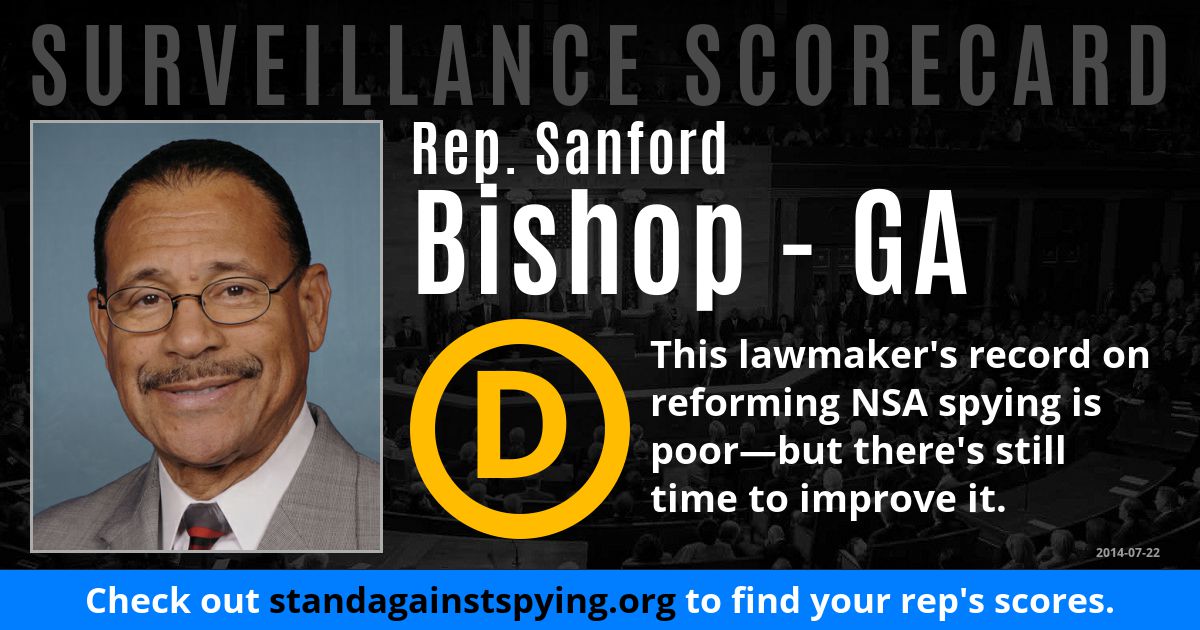 SURVEILLANCE SCORECARD
Rep. Sanford
Bishop - GA
D
This lawmaker's record on
reforming NSA spying is
poor—but there's still
time to improve it.
2014-07-22
Check out standagainstspying.org to find your rep's scores.